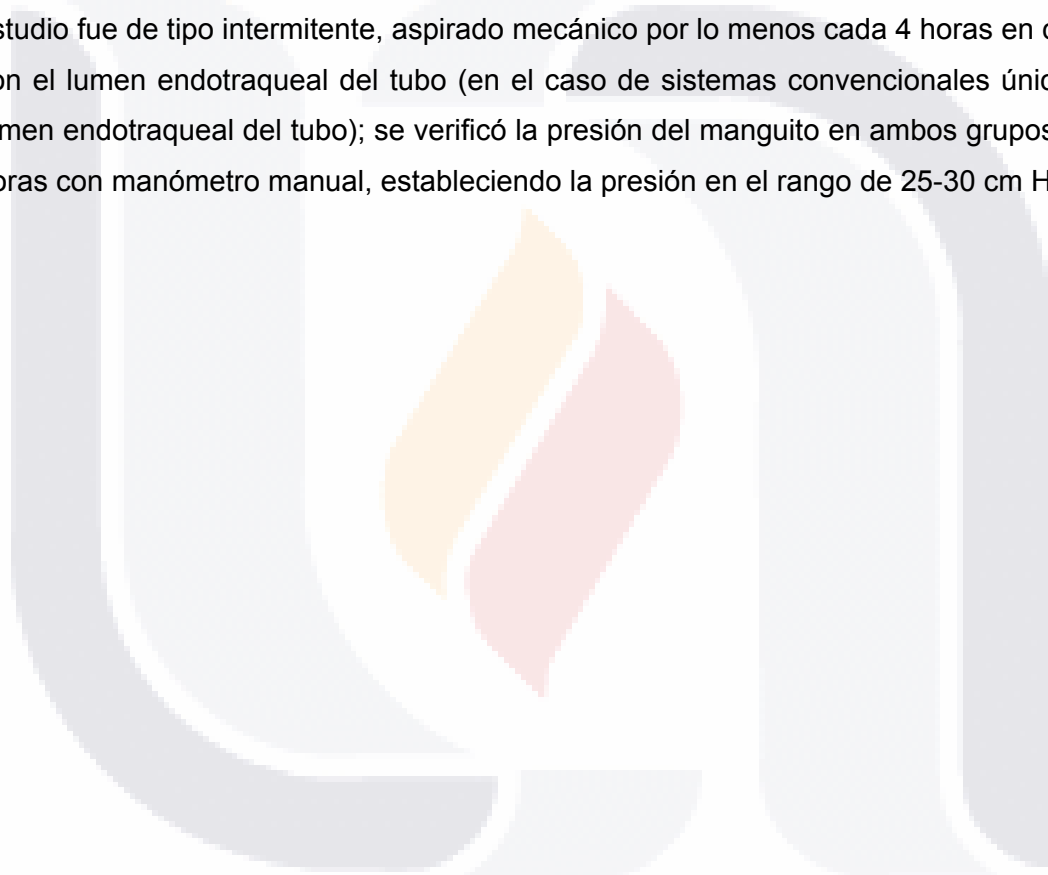 studio fue de tipo intermitente, aspirado mecánico por lo menos cada 4 horas en
on el lumen endotraqueal del tubo (en el caso de sistemas convencionales únic
men endotraqueal del tubo); se verificó la presión del manguito en ambos grupos
oras con manómetro manual, estableciendo la presión en el rango de 25-30 cm H